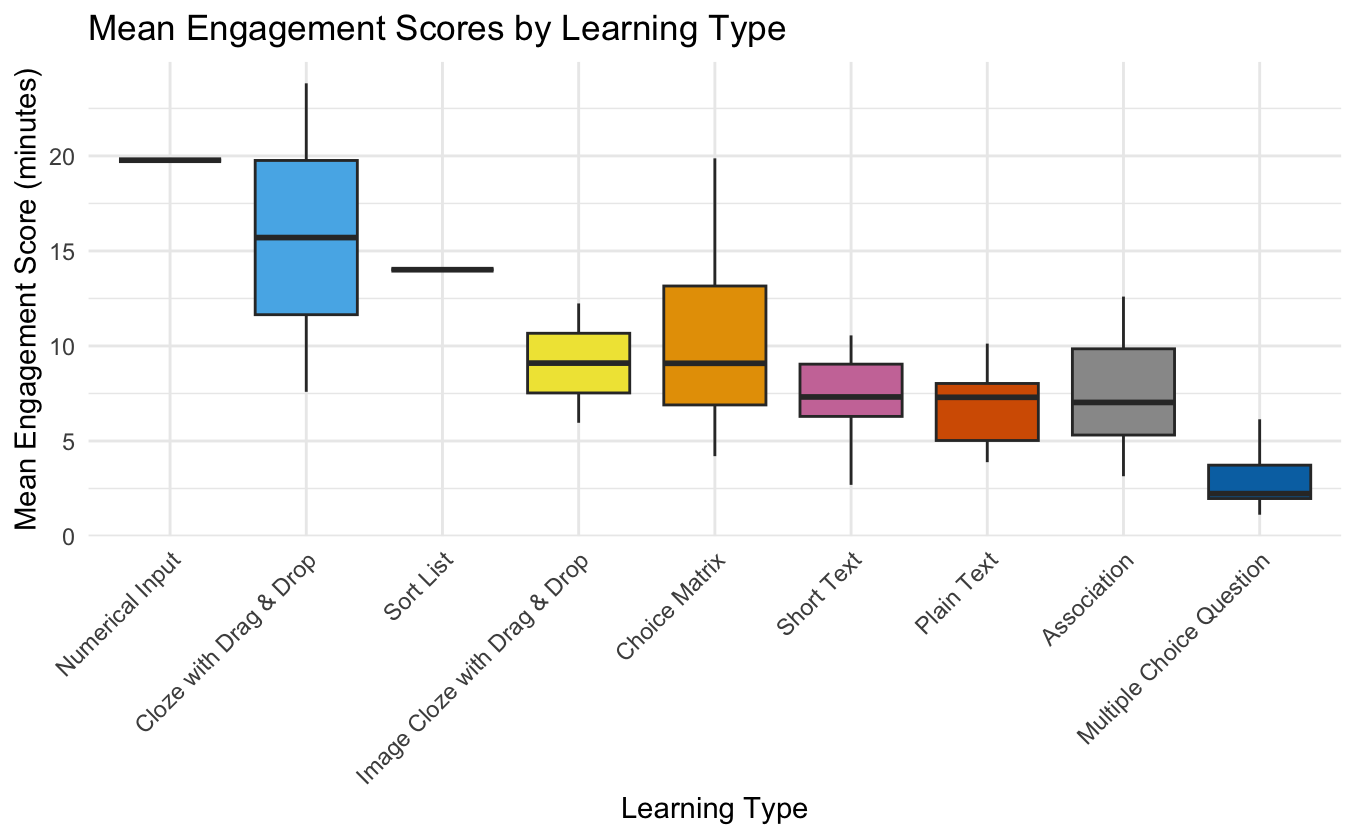 Mean Engagement Scores by Learning Type
Mean Engagement Score (minutes)
20
15
10
5
0
Numerical Input
Cloze with Drag & Drop
Sort List
Image Cloze with Drag & Drop
Choice Matrix
Short Text
Plain Text
Association
Multiple Choice Question
Learning Type